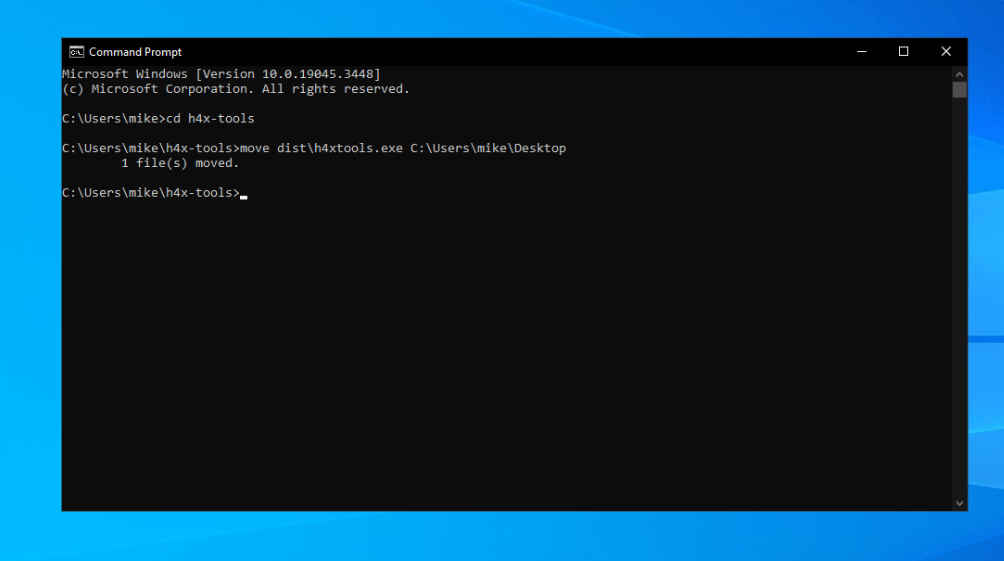 Command Prompt
Microsoft Windows [Version 10.0.19045.3448]
(c) Microsoft Corporation. All rights reserved.
C:\Users\mike>cd h4x-tools
C:\Users\mike\h4x-tools>move dist\h4xtools.exe C:\Users\mike\Desktop
1 file(s) moved.
C:\Users\mike\h4x-tools>